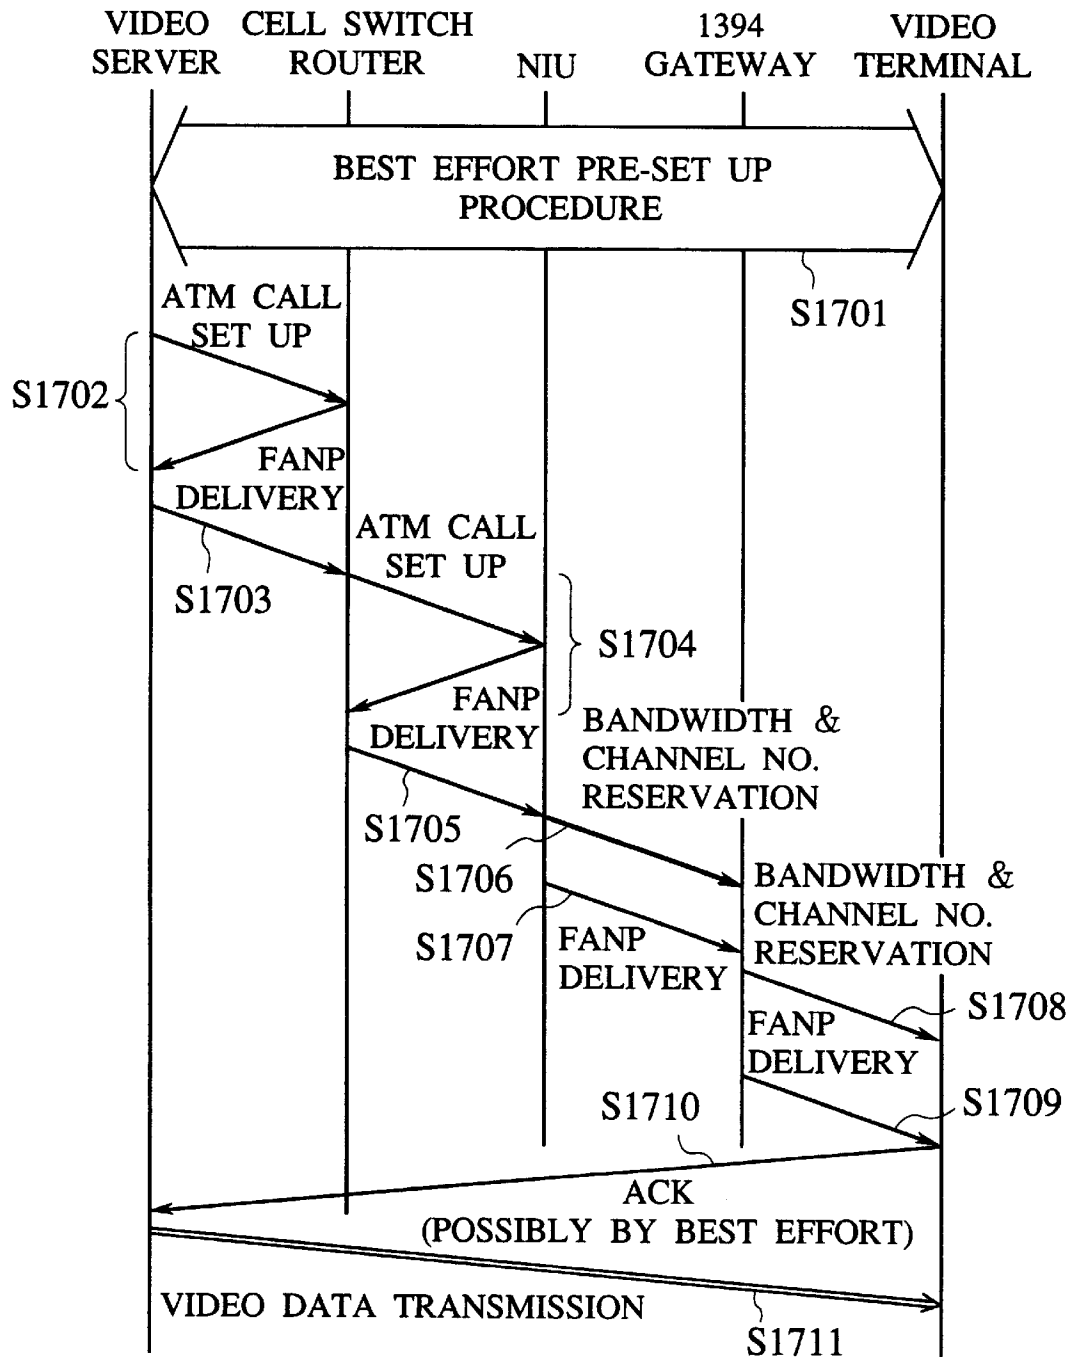 VIDEO
SERVER
CELL SWITCH
ROUTER
NIU
1394
GATEWAY
VIDEO
TERMINAL
BEST EFFORT PRE-SET UP
PROCEDURE
S1701
ATM CALL
SET UP
S1702
FANP
DELIVERY
S1703
ATM CALL
SET UP
S1704
FANP
DELIVERY
BANDWIDTH &
CHANNEL NO.
RESERVATION
S1705
S1706
BANDWIDTH &
CHANNEL NO.
RESERVATION
S1707
FANP
DELIVERY
S1708
FANP
DELIVERY
S1709
S1710
ACK
(POSSIBLY BY BEST EFFORT)
VIDEO DATA TRANSMISSION
S1711